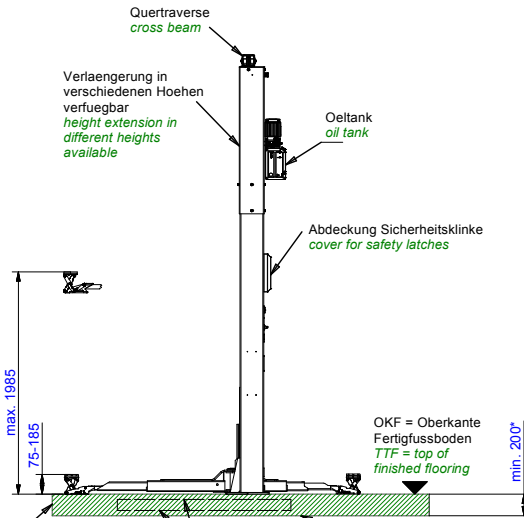 Quertraverse
cross beam
Verlaengerung in
verschiedenen Hoehen
verfuegbar
height extension in
different heights
available
Oeltank
oil tank
Abdeckung Sicherheitsklinke
cover for safety latches
max. 1985
75-185
OKF = Oberkante
Fertigfussboden
TTF = top of
finished flooring
min. 200*